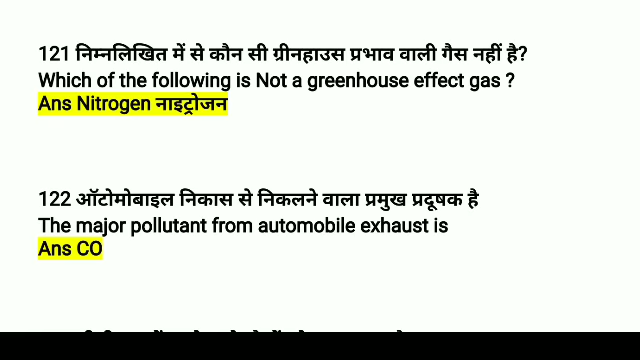 121 निम्नलिखित में से कौन सी ग्रीनहाउस प्रभाव वाली गैस नहीं है?
Which of the following is Not a greenhouse effect gas ?
Ans Nitrogen नाइट्रोजन
122 ऑटोमोबाइल निकास से निकलने वाला प्रमुख प्रदूषक है
The major pollutant from automobile exhaust is
Ans CO